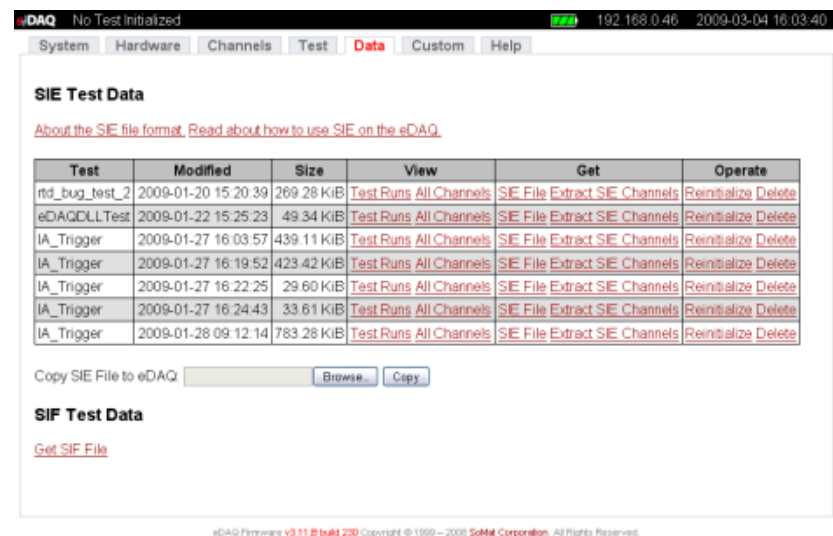 eDAQ No Test Initialized 192.168.0.46 2009-03-04 16:03:40
System Hardware Channels Test Data Custom Help
SIE Test Data
About the SIE file format. Read about how to use SIE on the eDAQ.
Test Modified Size View Get Operate
rtd_bug_test_2 2009-01-20 15:20:39 269.28 KiB Test Runs All Channels SIE File Extract SIE Channels Reinitialize Delete
eDAQDLLTest 2009-01-22 15:25:23 49.34 KiB Test Runs All Channels SIE File Extract SIE Channels Reinitialize Delete
IA_Trigger 2009-01-27 16:03:57 439.11 KiB Test Runs All Channels SIE File Extract SIE Channels Reinitialize Delete
IA_Trigger 2009-01-27 16:19:52 423.42 KiB Test Runs All Channels SIE File Extract SIE Channels Reinitialize Delete
IA_Trigger 2009-01-27 16:22:25 29.60 KiB Test Runs All Channels SIE File Extract SIE Channels Reinitialize Delete
IA_Trigger 2009-01-27 16:24:43 33.61 KiB Test Runs All Channels SIE File Extract SIE Channels Reinitialize Delete
IA_Trigger 2009-01-28 09:12:14 783.28 KiB Test Runs All Channels SIE File Extract SIE Channels Reinitialize Delete
Copy SIE File to eDAQ: Browse... Copy
SIF Test Data
Get SIF File
eDAQ Firmware v3.11.B build 230 Copyright © 1999 – 2008 SoMat Corporation. All Rights Reserved.